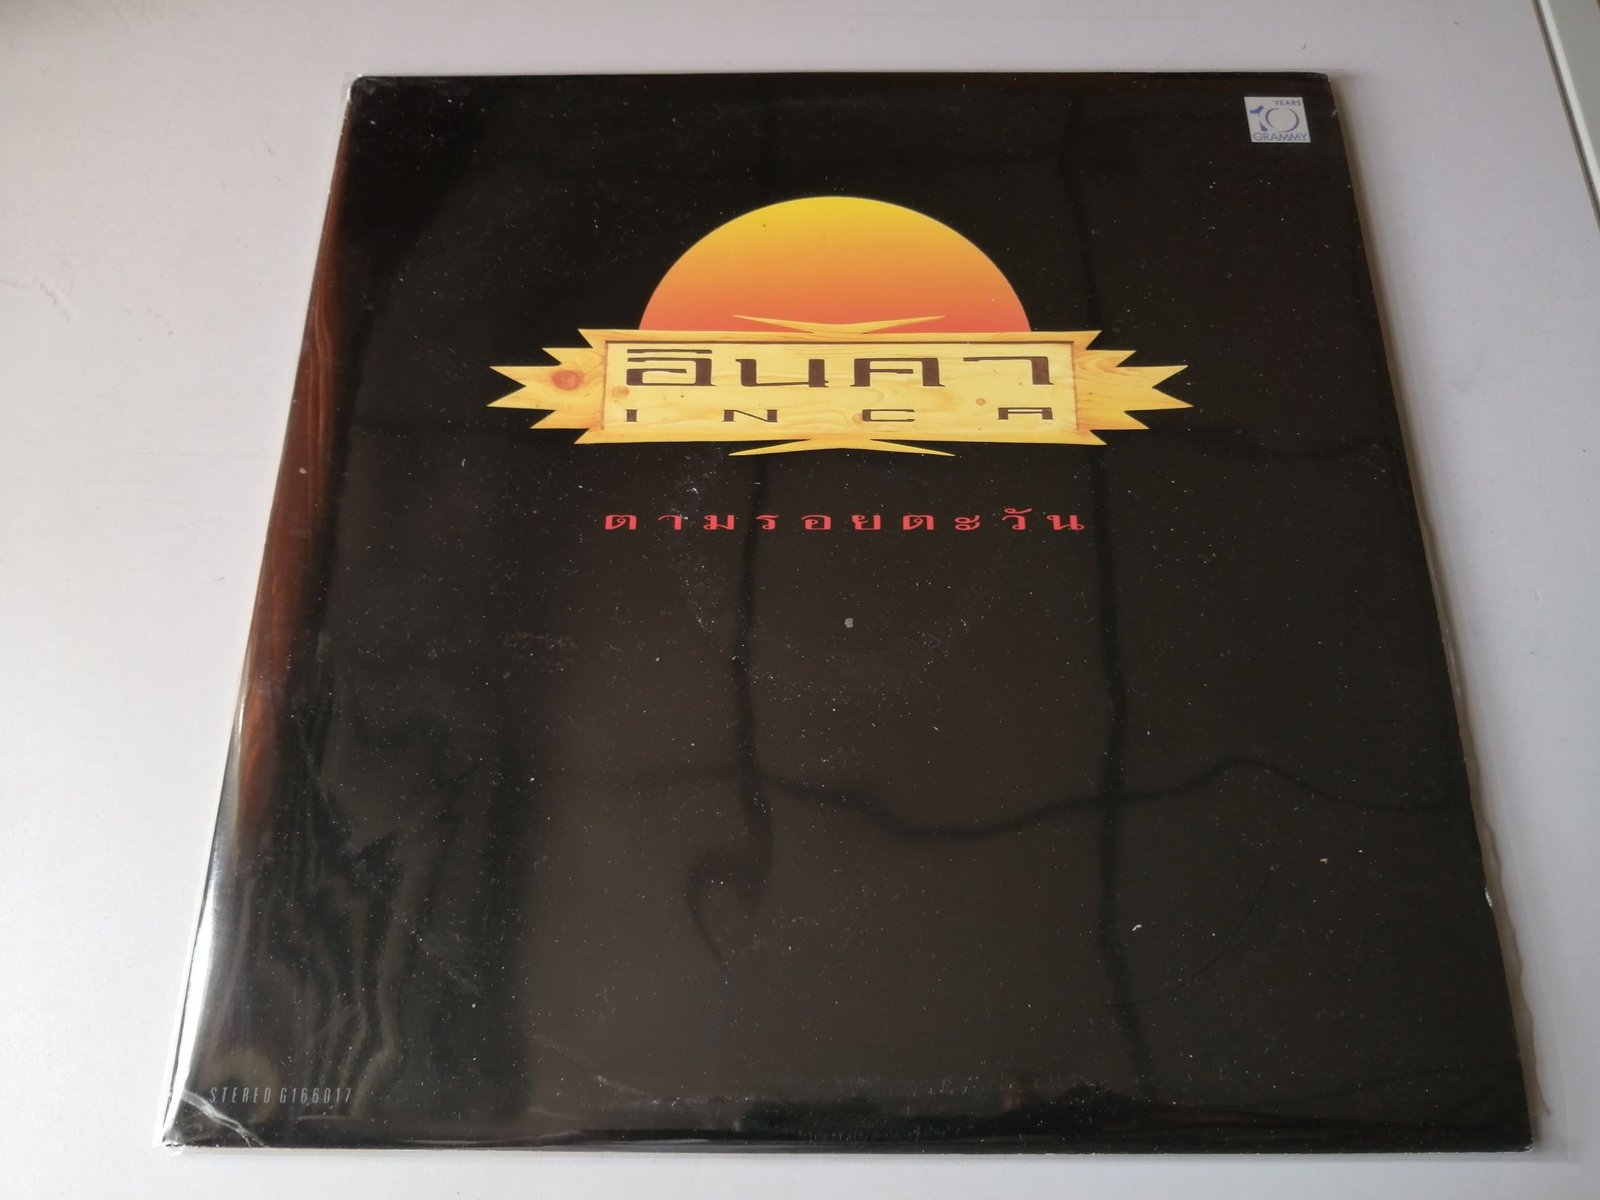 YEARS
10
GRAMMY
อินคา
INCA
ตามรอยตะวัน
STEREO G166017